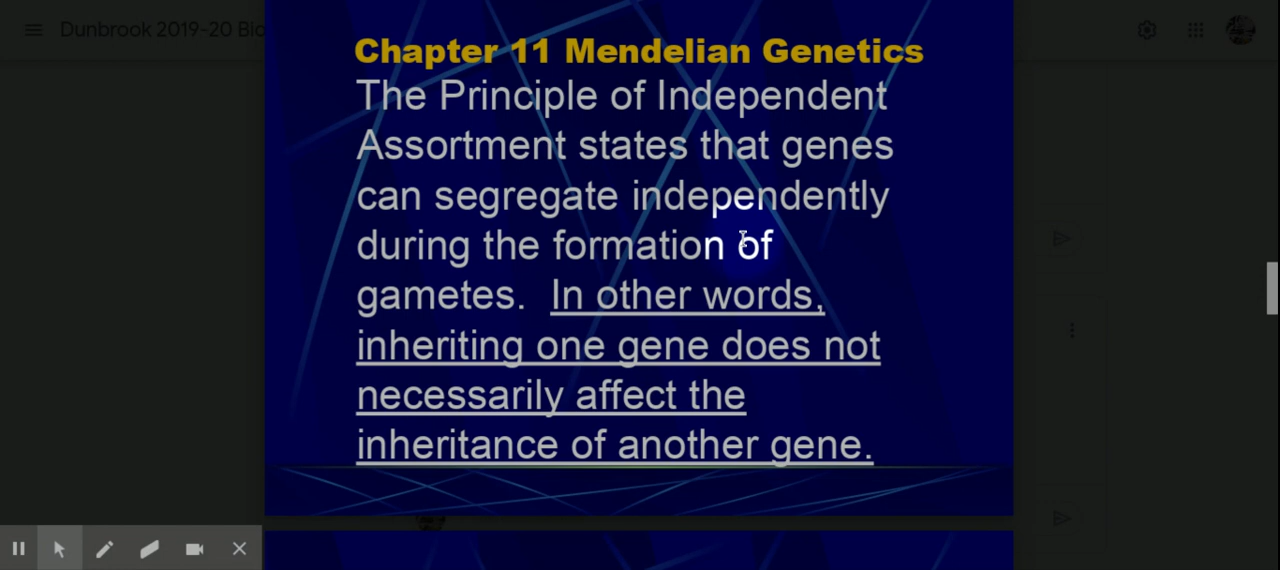 Dunbrook 2019-20 Bio
Chapter 11 Mendelian Genetics
The Principle of Independent
Assortment states that genes
can segregate independently
during the formation of
gametes. In other words,
inheriting one gene does not
necessarily affect the
inheritance of another gene.